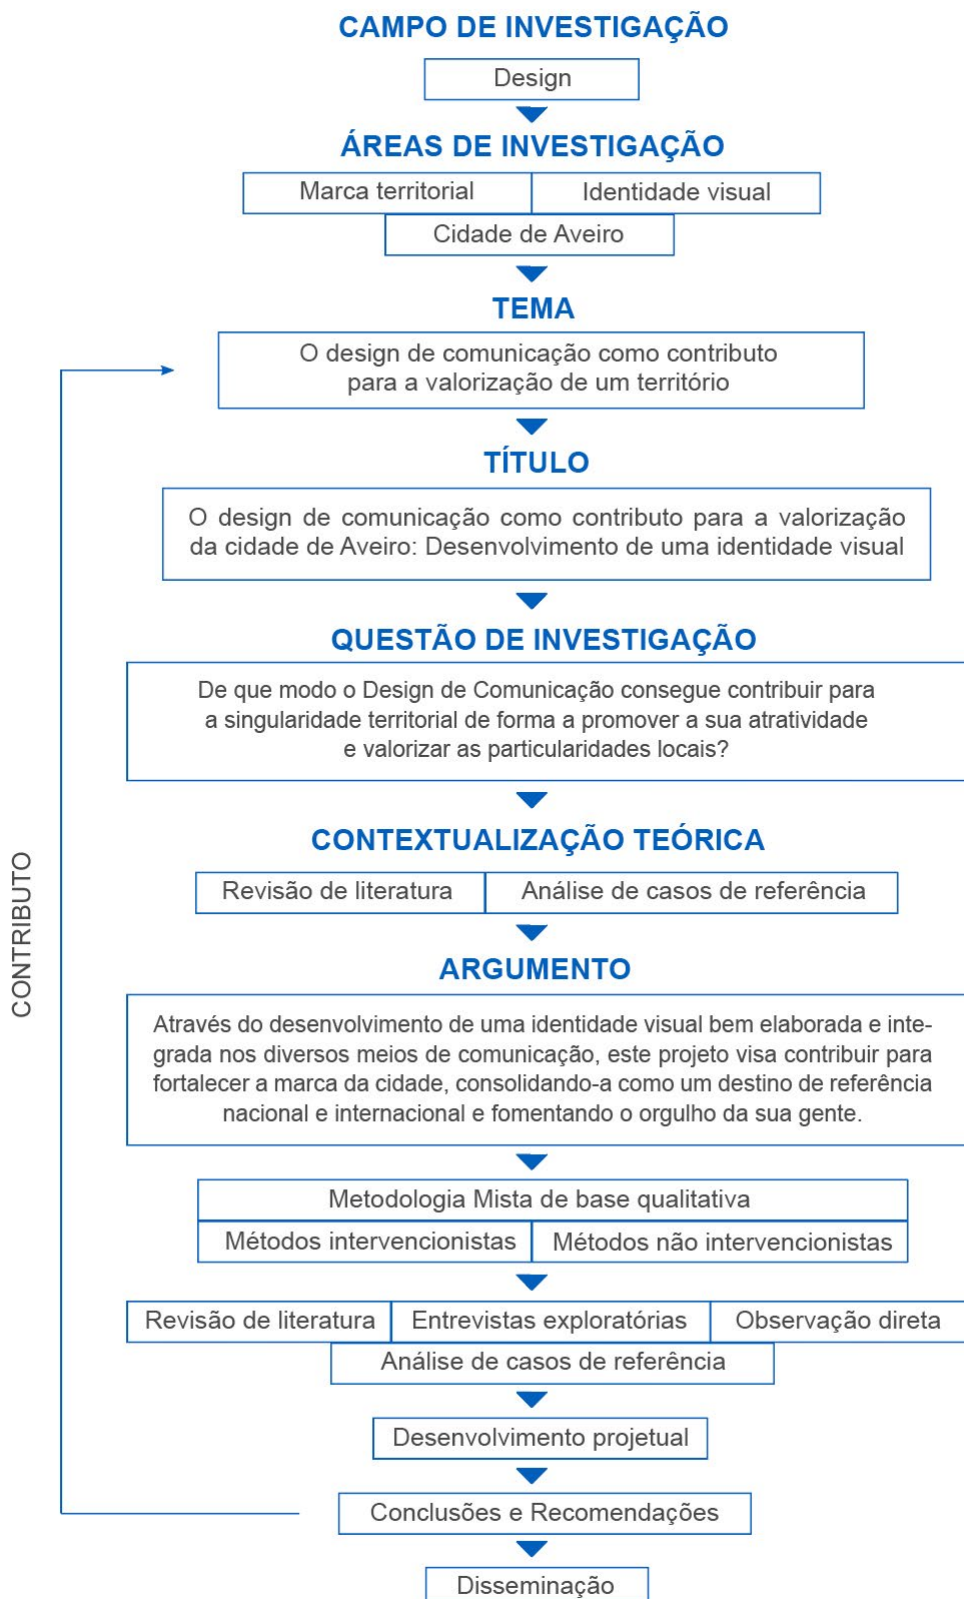 CAMPO DE INVESTIGAÇÃO
Design
ÁREAS DE INVESTIGAÇÃO
Marca territorial
Identidade visual
Cidade de Aveiro
TEMA
O design de comunicação como contributo
para a valorização de um território
TÍTULO
O design de comunicação como contributo para a valorização
da cidade de Aveiro: Desenvolvimento de uma identidade visual
QUESTÃO DE INVESTIGAÇÃO
De que modo o Design de Comunicação consegue contribuir para
a singularidade territorial de forma a promover a sua atratividade
e valorizar as particularidades locais?
CONTEXTUALIZAÇÃO TEÓRICA
Revisão de literatura
Análise de casos de referência
ARGUMENTO
Através do desenvolvimento de uma identidade visual bem elaborada e inte-
grada nos diversos meios de comunicação, este projeto visa contribuir para
fortalecer a marca da cidade, consolidando-a como um destino de referência
nacional e internacional e fomentando o orgulho da sua gente.
Metodologia Mista de base qualitativa
Métodos intervencionistas
Métodos não intervencionistas
Revisão de literatura
Entrevistas exploratórias
Observação direta
Análise de casos de referência
Desenvolvimento projetual
Conclusões e Recomendações
Disseminação
CONTRIBUTO